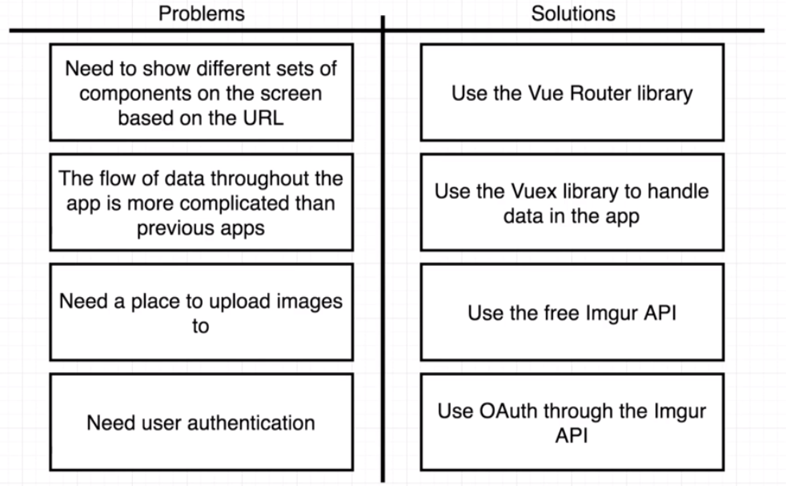 Problems
Solutions
Need to show different sets of
components on the screen
based on the URL
Use the Vue Router library
The flow of data throughout the
app is more complicated than
previous apps
Use the Vuex library to handle
data in the app
Need a place to upload images
to
Use the free Imgur API
Need user authentication
Use OAuth through the Imgur
API